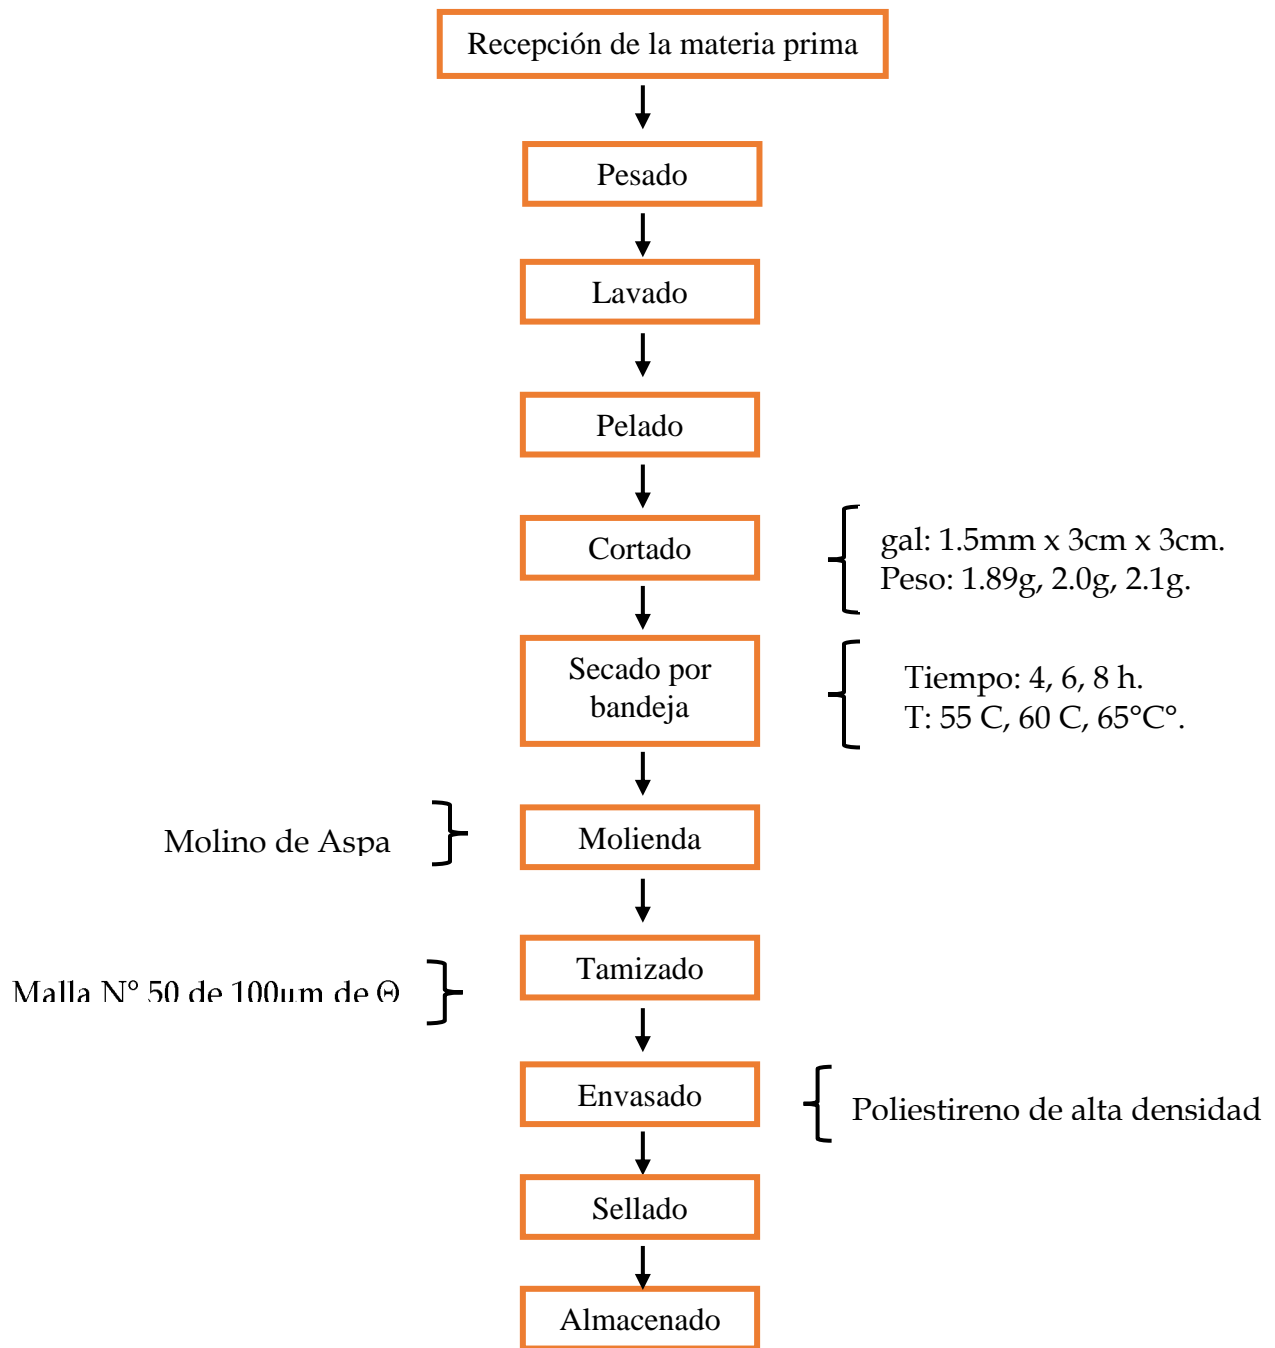 Recepción de la materia prima
Pesado
Lavado
Pelado
Cortado
gal: 1.5mm x 3cm x 3cm.
Peso: 1.89g, 2.0g, 2.1g.
Secado por
bandeja
Tiempo: 4, 6, 8 h.
T: 55 C, 60 C, 65°C°.
Molino de Aspa
Molienda
Tamizado
Malla N° 50 de 100µm de Θ
Envasado
Poliestireno de alta densidad
Sellado
Almacenado